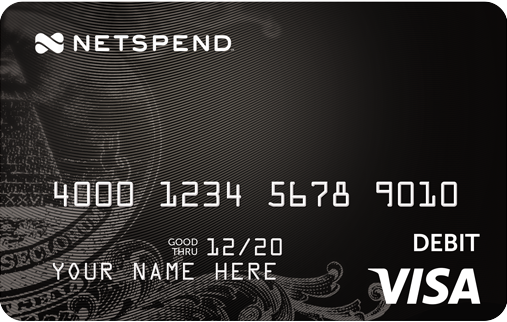 NETSPEND
4000 1234 5678 9010
DEBIT
GOOD THRU 12/20
YOUR NAME HERE
VISA